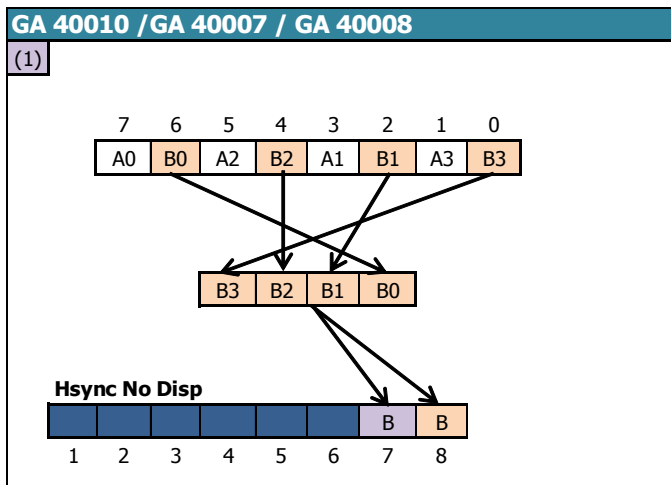 GA 40010 /GA 40007 / GA 40008
(1)
7 6 5 4 3 2 1 0
A0 B0 A2 B2 A1 B1 A3 B3
B3 B2 B1 B0
Hsync No Disp
B B
1 2 3 4 5 6 7 8